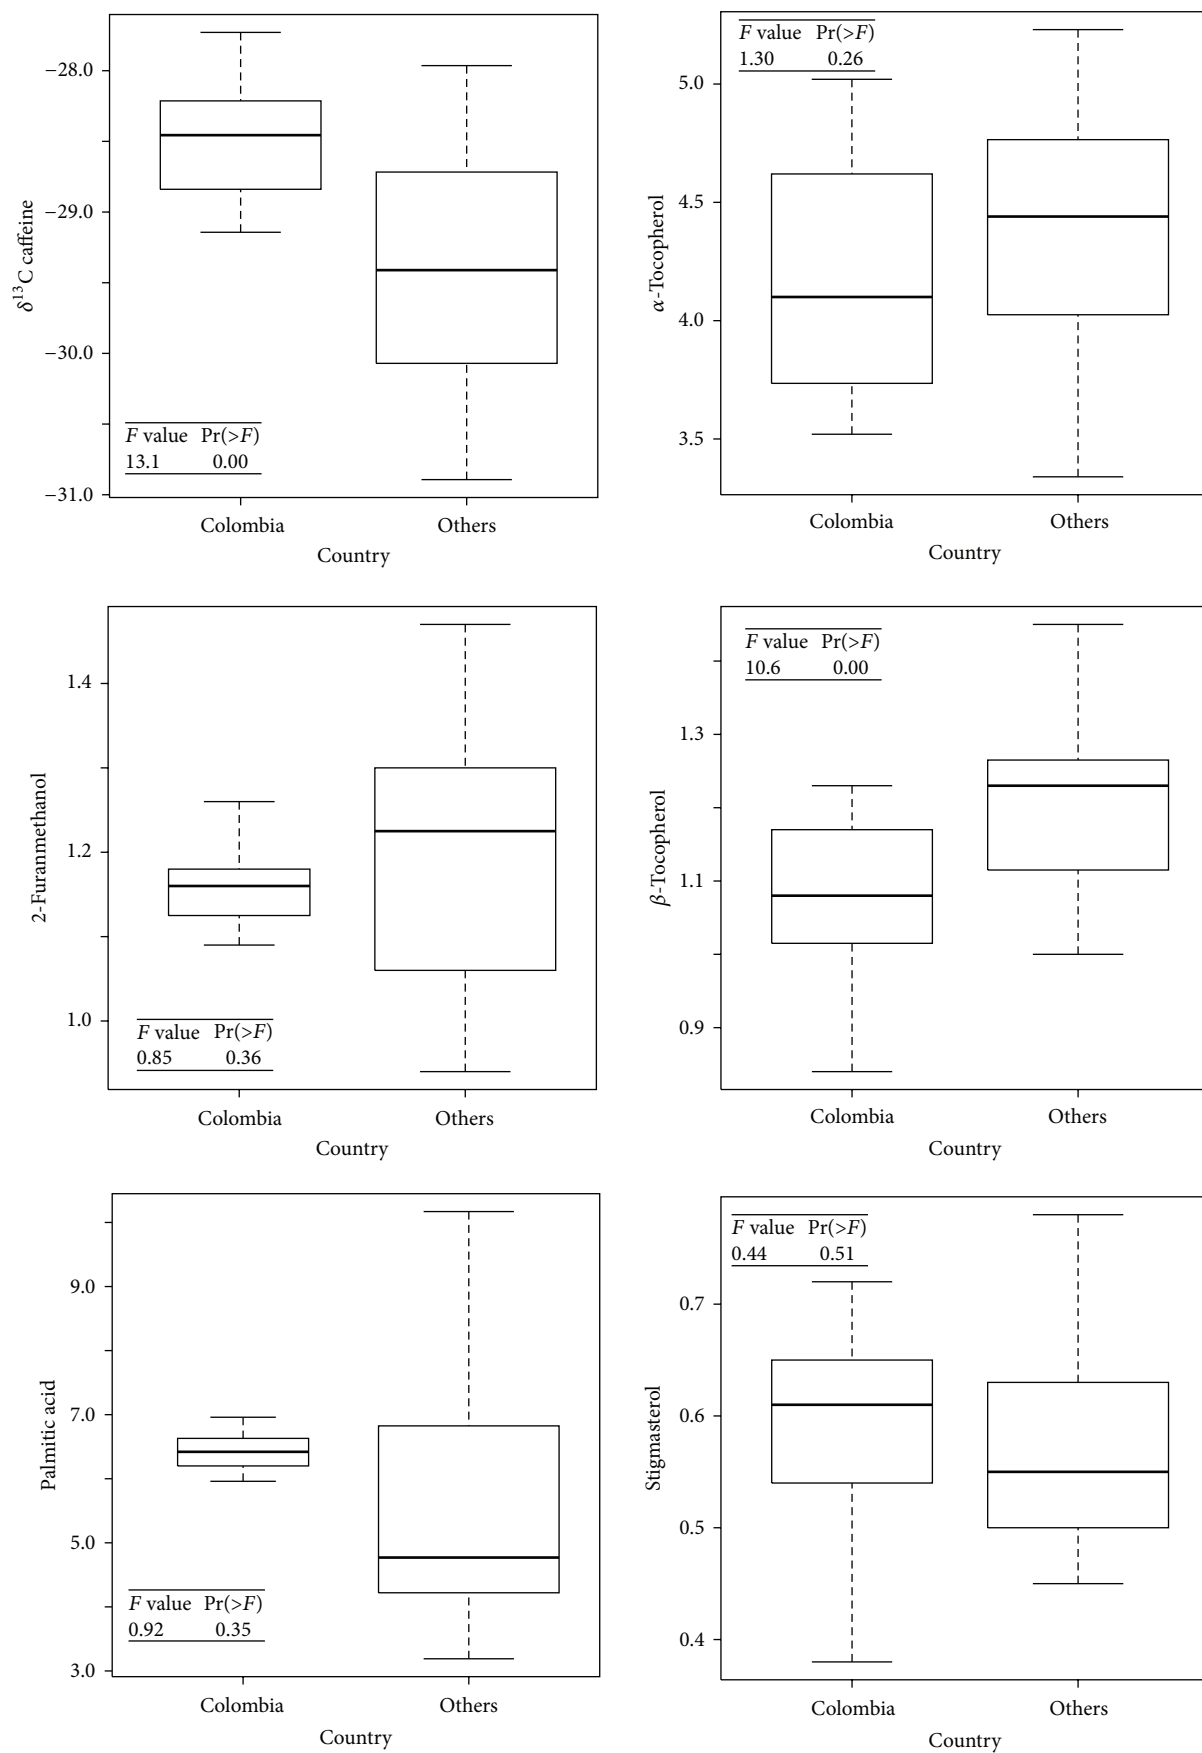 δ¹³C caffeine
−28.0
−29.0
−30.0
−31.0
F value Pr(>F)
13.1 0.00
Colombia Others
Country
α-Tocopherol
5.0
4.5
4.0
3.5
F value Pr(>F)
1.30 0.26
Colombia Others
Country
2-Furanmethanol
1.4
1.2
1.0
F value Pr(>F)
0.85 0.36
Colombia Others
Country
β-Tocopherol
1.3
1.1
0.9
F value Pr(>F)
10.6 0.00
Colombia Others
Country
Palmitic acid
9.0
7.0
5.0
3.0
F value Pr(>F)
0.92 0.35
Colombia Others
Country
Stigmasterol
0.7
0.6
0.5
0.4
F value Pr(>F)
0.44 0.51
Colombia Others
Country